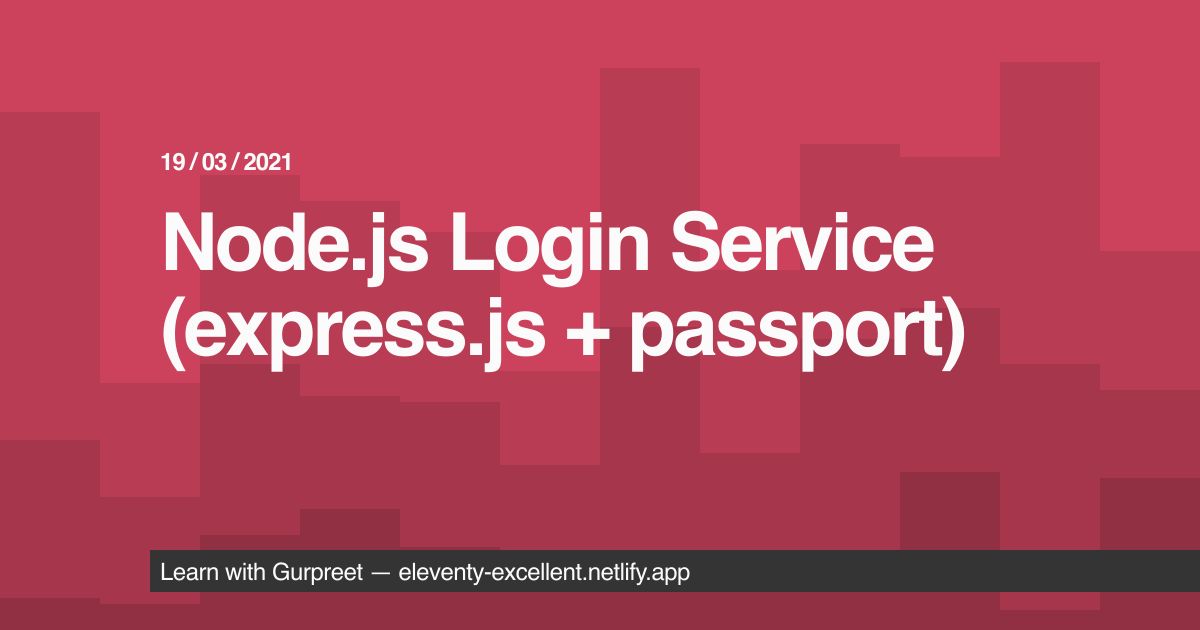 19 / 03 / 2021
Node.js Login Service
(express.js + passport)
Learn with Gurpreet — eleventy-excellent.netlify.app